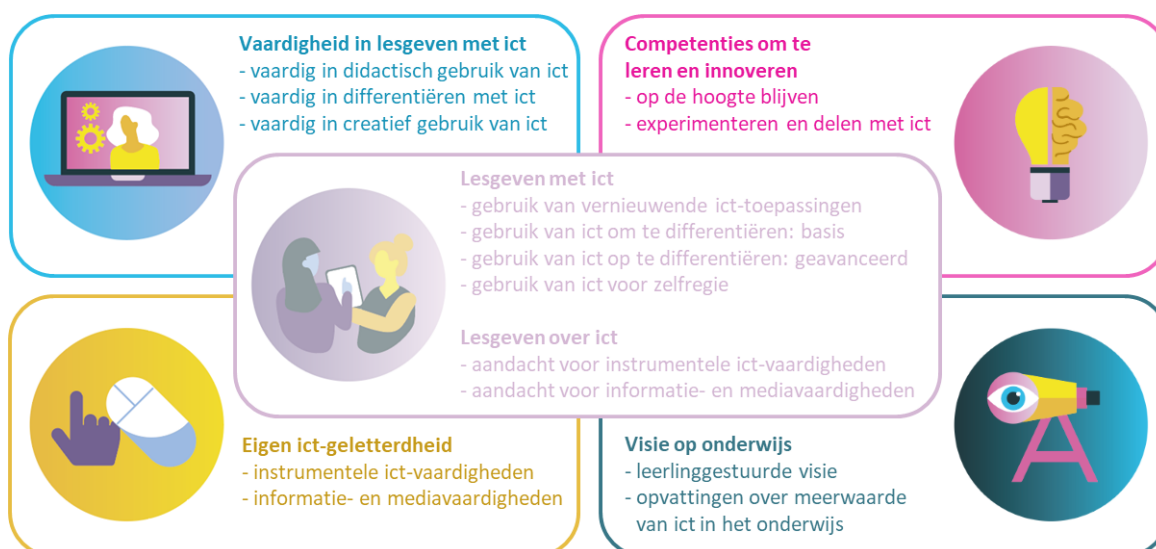 Vaardigheid in lesgeven met ict
- vaardig in didactisch gebruik van ict
- vaardig in differentiëren met ict
- vaardig in creatief gebruik van ict
Competenties om te
leren en innoveren
- op de hoogte blijven
- experimenteren en delen met ict
Lesgeven met ict
- gebruik van vernieuwende ict-toepassingen
- gebruik van ict om te differentiëren: basis
- gebruik van ict op te differentiëren: geavanceerd
- gebruik van ict voor zelfregie
Lesgeven over ict
- aandacht voor instrumentele ict-vaardigheden
- aandacht voor informatie- en mediavaardigheden
Eigen ict-geletterdheid
- instrumentele ict-vaardigheden
- informatie- en mediavaardigheden
Visie op onderwijs
- leerlinggestuurde visie
- opvattingen over meerwaarde
van ict in het onderwijs